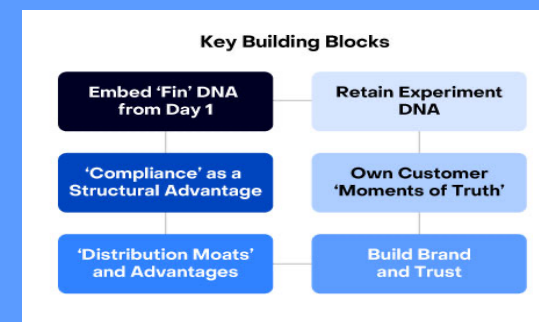 Key Building Blocks
Embed ‘Fin’ DNA
from Day 1
Retain Experiment
DNA
‘Compliance’ as a
Structural Advantage
Own Customer
‘Moments of Truth’
‘Distribution Moats’
and Advantages
Build Brand
and Trust